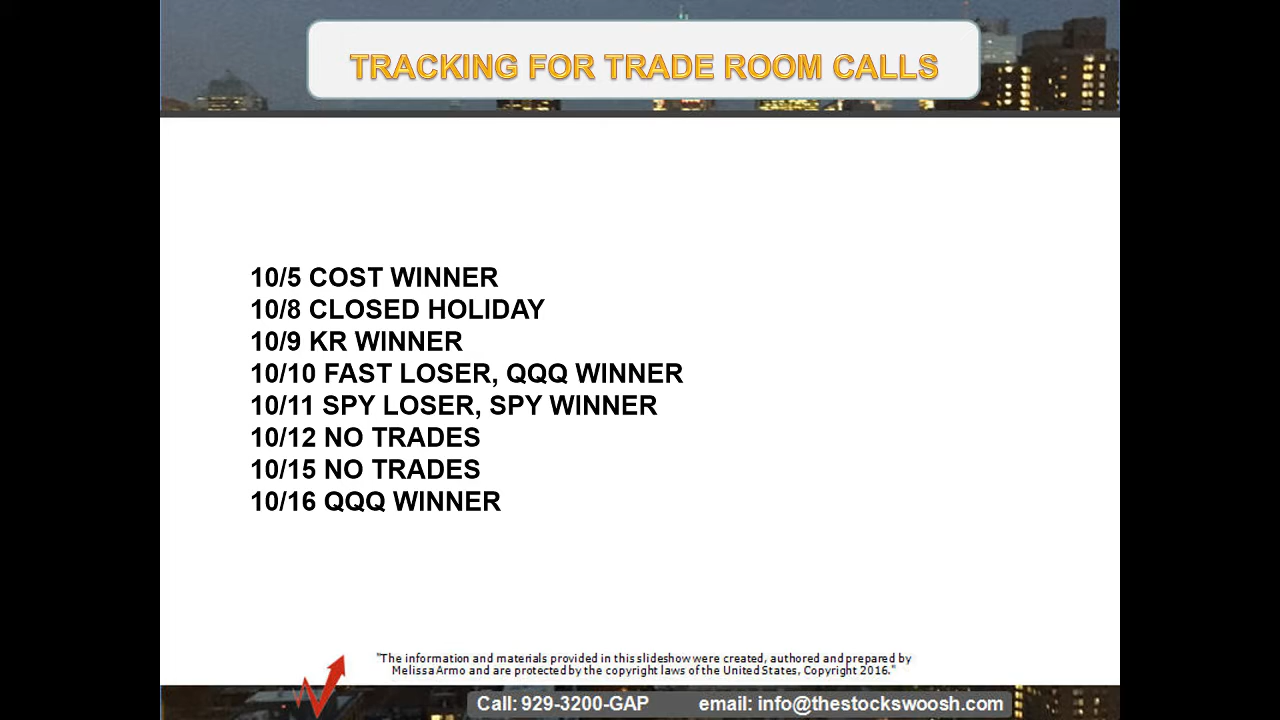 TRACKING FOR TRADE ROOM CALLS
10/5 COST WINNER
10/8 CLOSED HOLIDAY
10/9 KR WINNER
10/10 FAST LOSER, QQQ WINNER
10/11 SPY LOSER, SPY WINNER
10/12 NO TRADES
10/15 NO TRADES
10/16 QQQ WINNER
"The information and materials provided in this slideshow were created, authored and prepared by
Melissa Armo and are protected by the copyright laws of the United States, Copyright 2016."
Call: 929-3200-GAP email: info@thestockswoosh.com